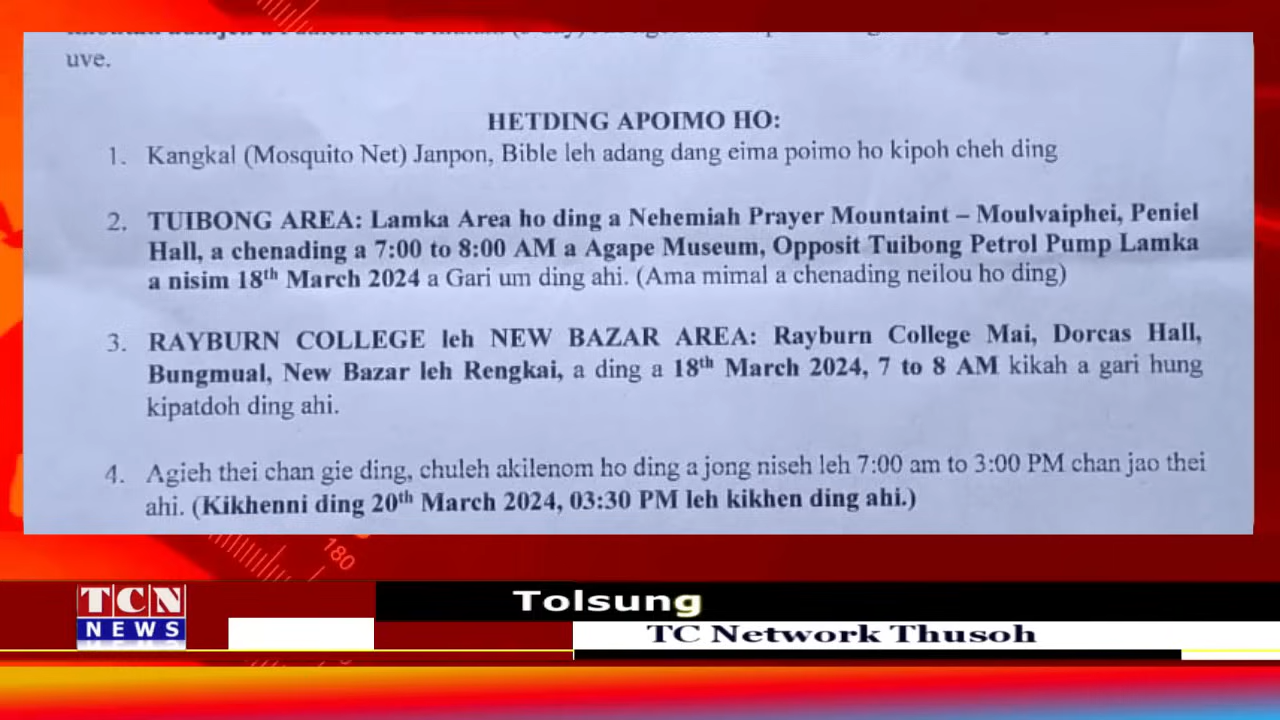 uve.
HETDING APOIMO HO:
1. Kangkal (Mosquito Net) Janpon, Bible leh adang dang eima poimo ho kipoh cheh ding
2. TUIBONG AREA: Lamka Area ho ding a Nehemiah Prayer Mountaint – Moulvaiphei, Peniel
Hall, a chenading a 7:00 to 8:00 AM a Agape Museum, Opposit Tuibong Petrol Pump Lamka
a nisim 18th March 2024 a Gari um ding ahi. (Ama mimal a chenading neilou ho ding)
3. RAYBURN COLLEGE leh NEW BAZAR AREA: Rayburn College Mai, Dorcas Hall,
Bungmual, New Bazar leh Rengkai, a ding a 18th March 2024, 7 to 8 AM kikah a gari hung
kipatdoh ding ahi.
4. Agieh thei chan gie ding, chuleh akilenom ho ding a jong niseh leh 7:00 am to 3:00 PM chan jao thei
ahi. (Kikhenni ding 20th March 2024, 03:30 PM leh kikhen ding ahi.)
180
TCN
NEWS
Tolsung
TC Network Thusoh